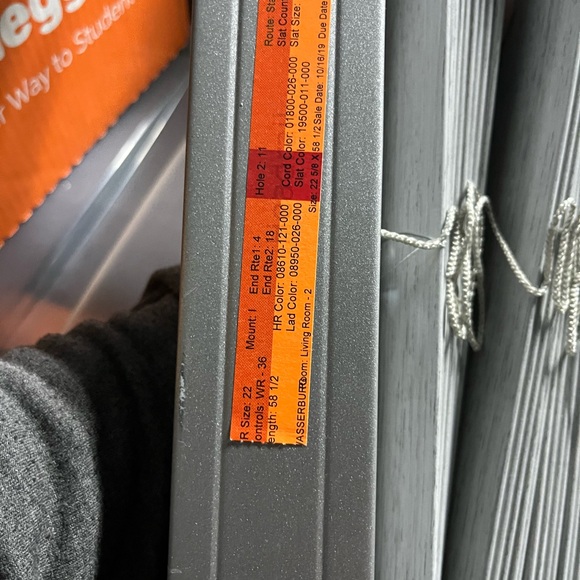 Way to Studen
R Size: 22 Mount: I End Rte1: 4 Hole 2: 11 Route: Sta
ontrols: WR - 36 End Rte2: 18 Slat Coun
ength: 58 1/2 HR Color: 08610-121-000 Cord Color: 01800-026-000 Slat Size:
Lad Color: 08950-026-000 Slat Color: 19500-011-000
WASSERBURG Room: Living Room - 2 Size: 22 5/8 X 58 1/2 Sale Date: 10/16/19 Due Date